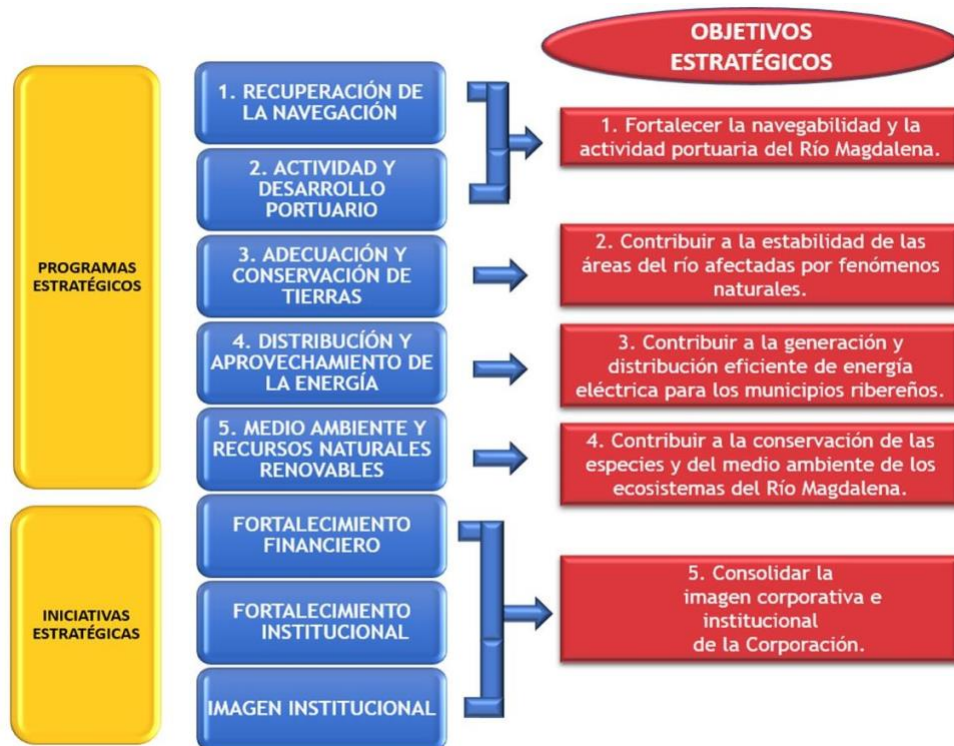 OBJETIVOS
ESTRATÉGICOS
PROGRAMAS
ESTRATÉGICOS
1. RECUPERACIÓN DE
LA NAVEGACIÓN
2. ACTIVIDAD Y
DESARROLLO
PORTUARIO
1. Fortalecer la navegabilidad y la
actividad portuaria del Río Magdalena.
3. ADECUACIÓN Y
CONSERVACIÓN DE
TIERRAS
2. Contribuir a la estabilidad de las
áreas del río afectadas por fenómenos
naturales.
4. DISTRIBUCÍÓN Y
APROVECHAMIENTO DE
LA ENERGÍA
3. Contribuir a la generación y
distribución eficiente de energía
eléctrica para los municipios ribereños.
5. MEDIO AMBIENTE Y
RECURSOS NATURALES
RENOVABLES
4. Contribuir a la conservación de las
especies y del medio ambiente de los
ecosistemas del Río Magdalena.
INICIATIVAS
ESTRATÉGICAS
FORTALECIMIENTO
FINANCIERO
FORTALECIMIENTO
INSTITUCIONAL
IMAGEN INSTITUCIONAL
5. Consolidar la
imagen corporativa e
institucional
de la Corporación.